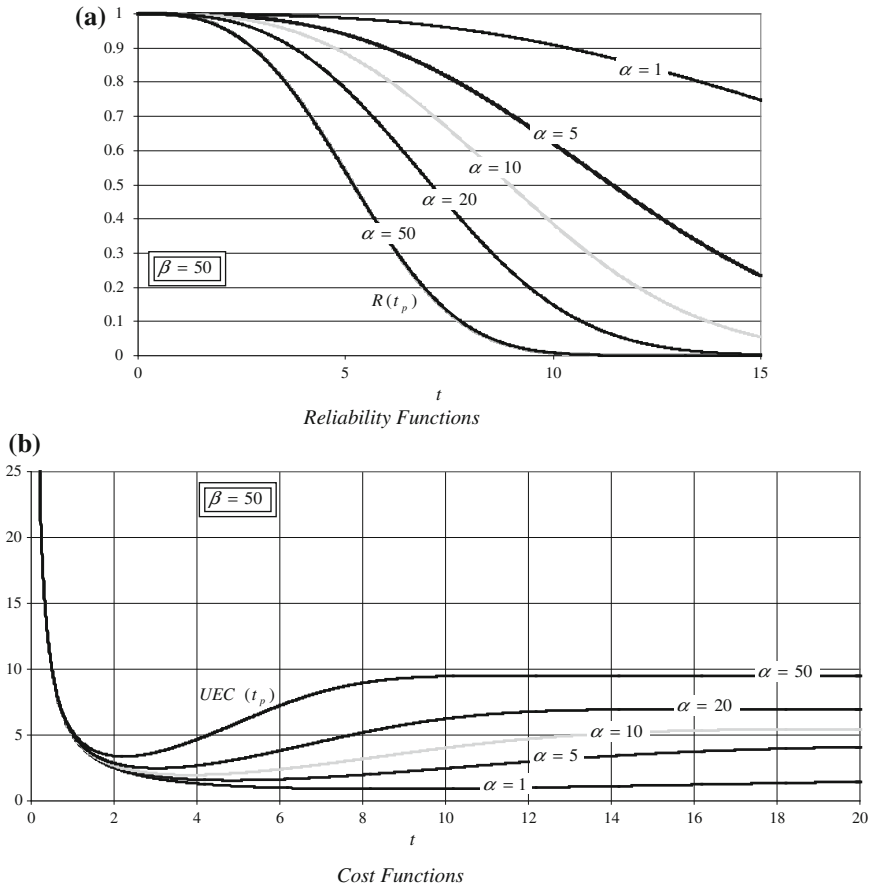 (a)
1
0.9
0.8
0.7
0.6
0.5
0.4
0.3
0.2
0.1
0
α = 1
α = 5
α = 10
α = 20
α = 50
β = 50
R(t_p)
0 5 10 15
t
Reliability Functions
(b)
25
20
15
10
5
0
β = 50
UEC (t_p)
α = 50
α = 20
α = 10
α = 5
α = 1
0 2 4 6 8 10 12 14 16 18 20
t
Cost Functions